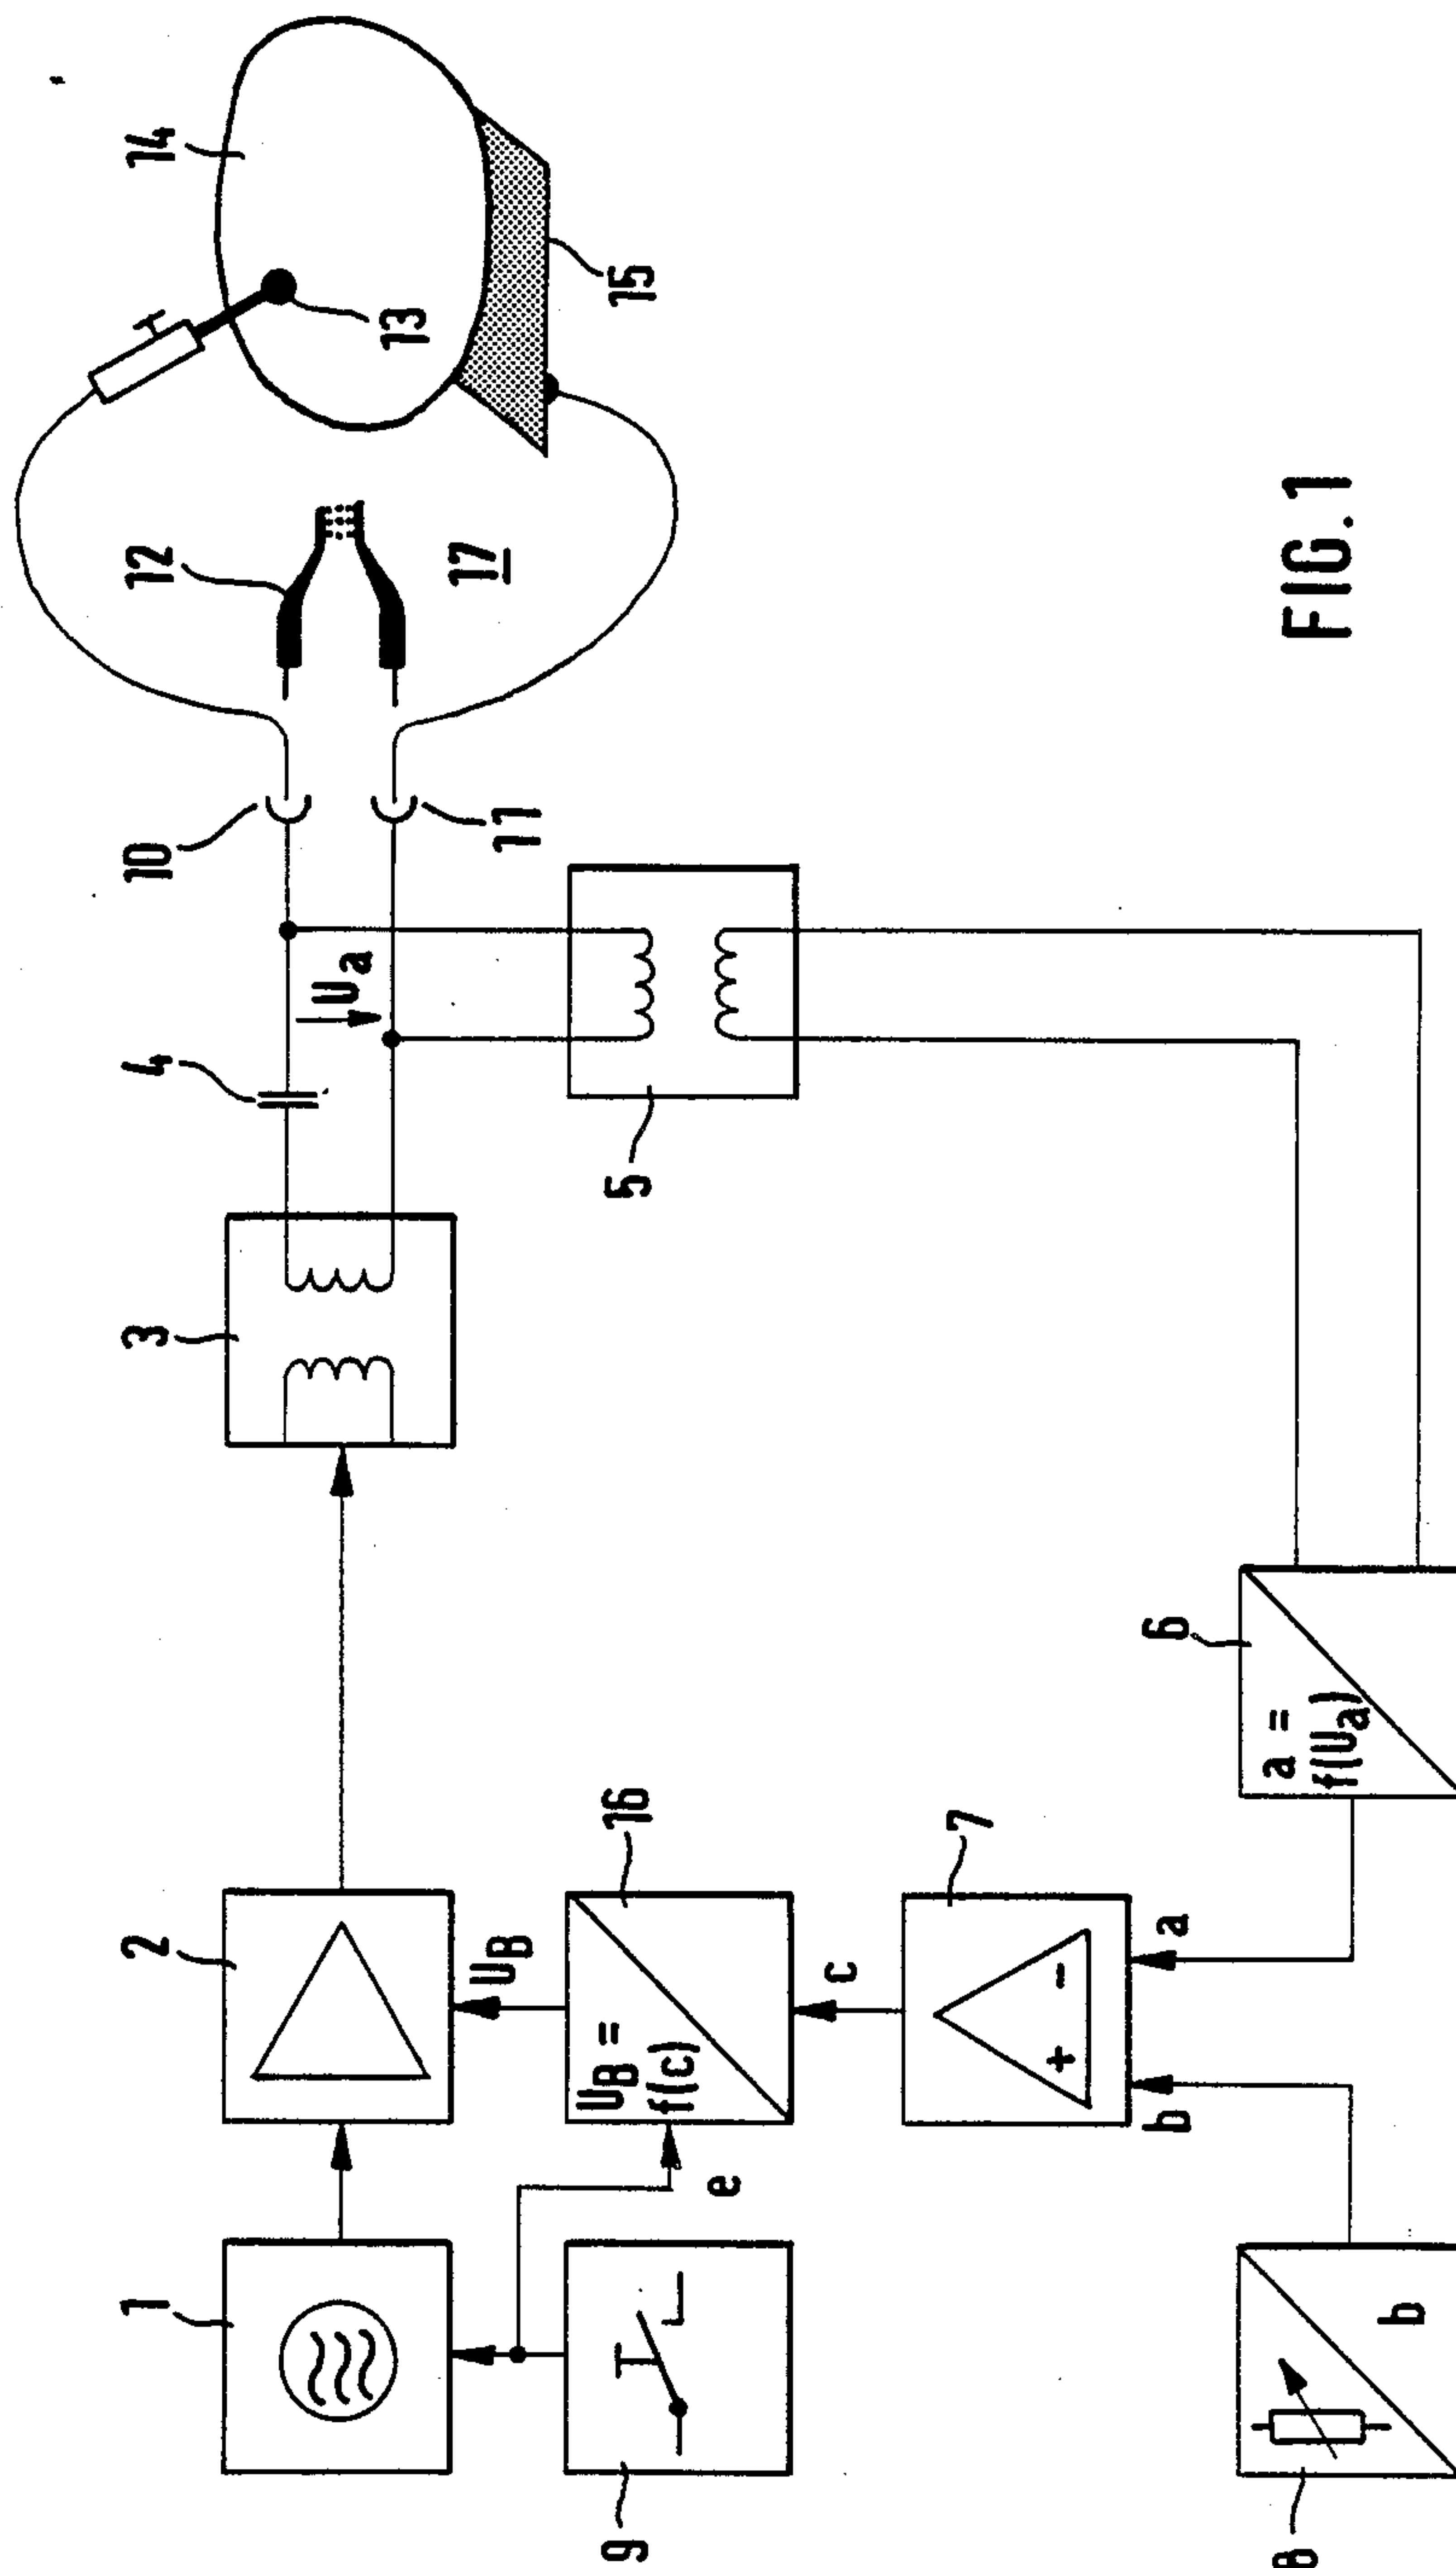 1
2
3
4
10
12
14
U_a
13
11
17
15
9
e
U_B
16
U_B =
f(c)
5
c
7
+ −
b
a
8
b
6
a =
f(U_a)
FIG. 1